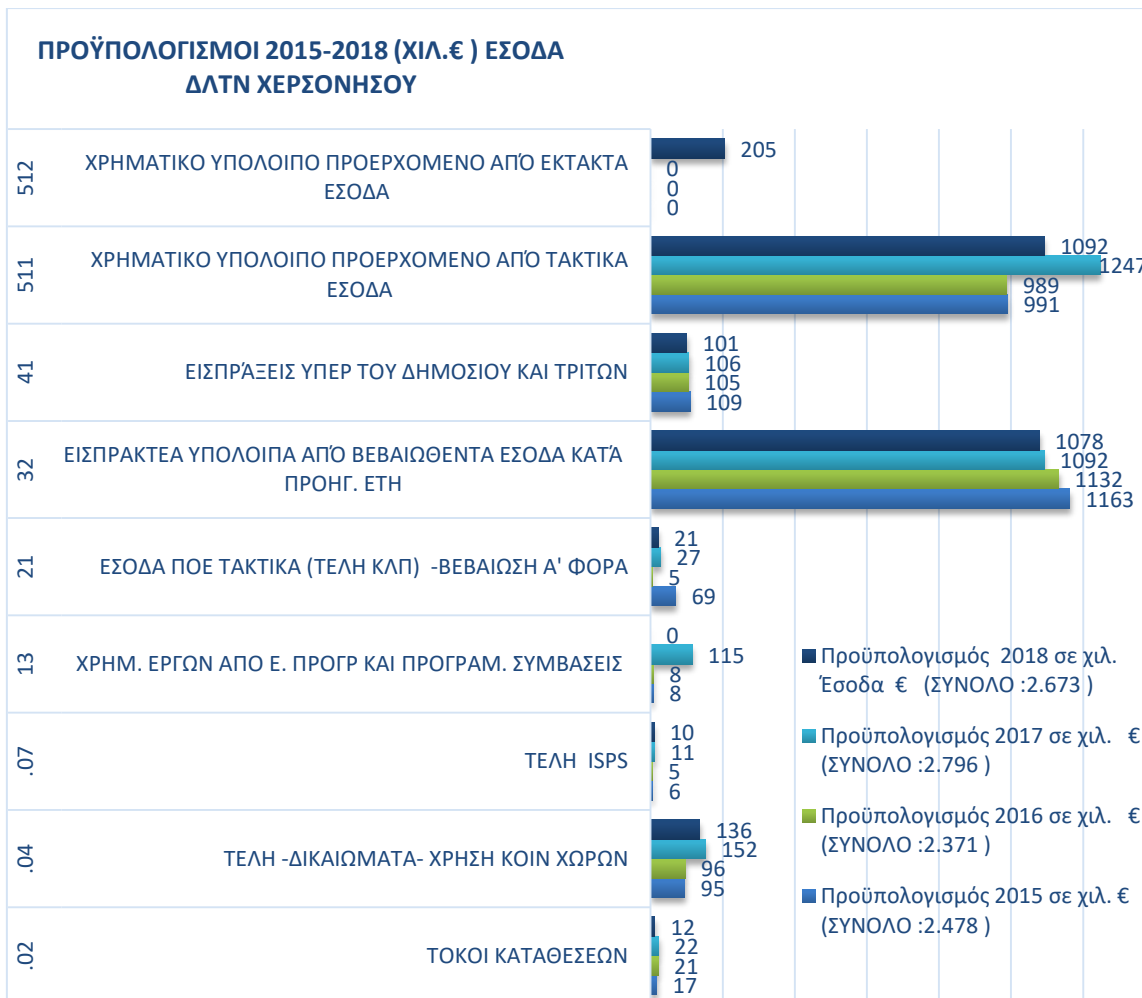 ΠΡΟΫΠΟΛΟΓΙΣΜΟΙ 2015-2018 (ΧΙΛ.€ ) ΕΣΟΔΑ
ΔΛΤΝ ΧΕΡΣΟΝΗΣΟΥ
512
ΧΡΗΜΑΤΙΚΟ ΥΠΟΛΟΙΠΟ ΠΡΟΕΡΧΟΜΕΝΟ ΑΠΌ ΕΚΤΑΚΤΑ
ΕΣΟΔΑ
205
0
0
0
511
ΧΡΗΜΑΤΙΚΟ ΥΠΟΛΟΙΠΟ ΠΡΟΕΡΧΟΜΕΝΟ ΑΠΌ ΤΑΚΤΙΚΑ
ΕΣΟΔΑ
1092
1247
989
991
41
ΕΙΣΠΡΆΞΕΙΣ ΥΠΕΡ ΤΟΥ ΔΗΜΟΣΙΟΥ ΚΑΙ ΤΡΙΤΩΝ
101
106
105
109
32
ΕΙΣΠΡΑΚΤΕΑ ΥΠΟΛΟΙΠΑ ΑΠΌ ΒΕΒΑΙΩΘΕΝΤΑ ΕΣΟΔΑ ΚΑΤΆ
ΠΡΟΗΓ. ΕΤΗ
1078
1092
1132
1163
21
ΕΣΟΔΑ ΠΟΕ ΤΑΚΤΙΚΑ (ΤΕΛΗ ΚΛΠ) -ΒΕΒΑΙΩΣΗ Α' ΦΟΡΑ
21
27
5
69
13
ΧΡΗΜ. ΕΡΓΩΝ ΑΠΟ Ε. ΠΡΟΓΡ ΚΑΙ ΠΡΟΓΡΑΜ. ΣΥΜΒΑΣΕΙΣ
0
115
8
8
.07
ΤΕΛΗ ISPS
10
11
5
6
.04
ΤΕΛΗ -ΔΙΚΑΙΩΜΑΤΑ- ΧΡΗΣΗ ΚΟΙΝ ΧΩΡΩΝ
136
152
96
95
.02
ΤΟΚΟΙ ΚΑΤΑΘΕΣΕΩΝ
12
22
21
17
Προϋπολογισμός 2018 σε χιλ.
Έσοδα € (ΣΥΝΟΛΟ :2.673 )
Προϋπολογισμός 2017 σε χιλ. €
(ΣΥΝΟΛΟ :2.796 )
Προϋπολογισμός 2016 σε χιλ. €
(ΣΥΝΟΛΟ :2.371 )
Προϋπολογισμός 2015 σε χιλ. €
(ΣΥΝΟΛΟ :2.478 )